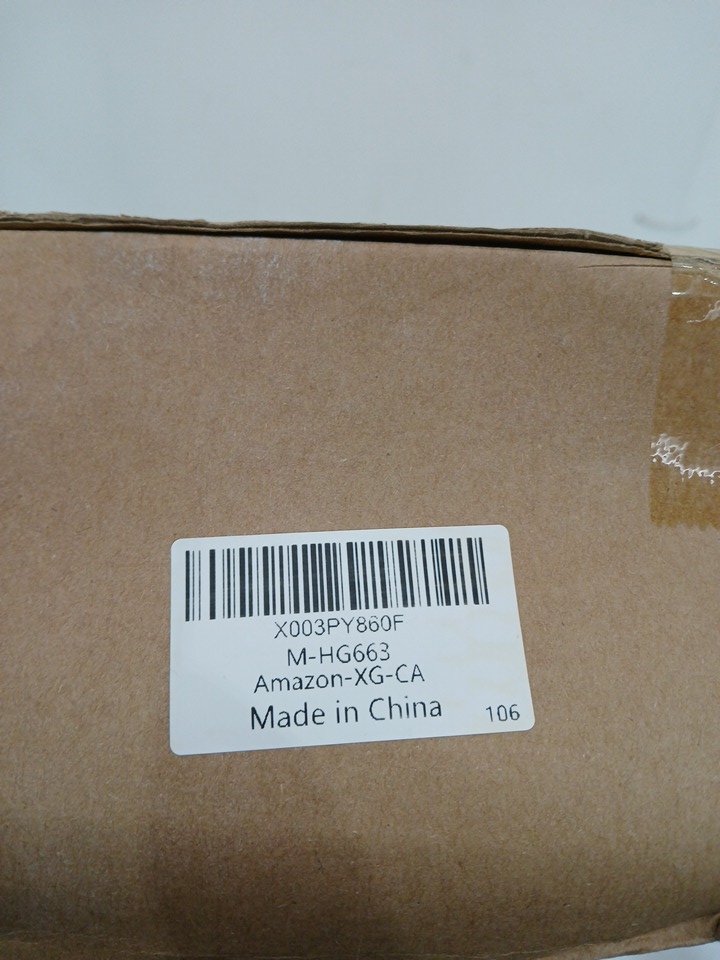 X003PY860F
M-HG663
Amazon-XG-CA
Made in China 106